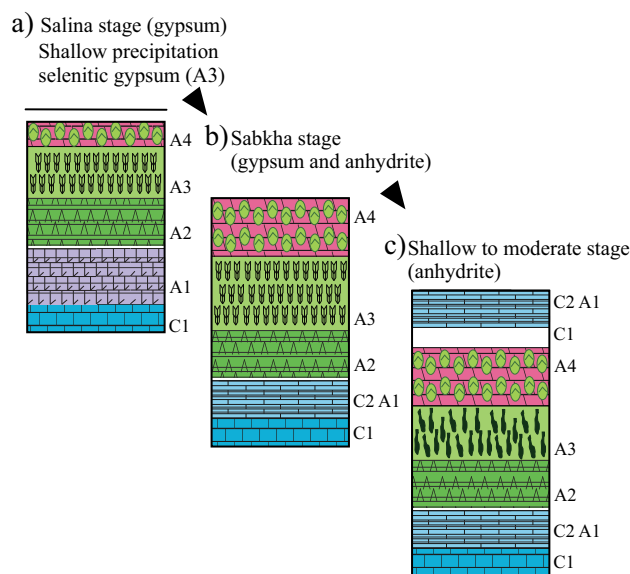 a) Salina stage (gypsum)
Shallow precipitation
selenitic gypsum (A3)
A4
A3
A2
A1
C1
b) Sabkha stage
(gypsum and anhydrite)
A4
A3
A2
C2 A1
C1
c) Shallow to moderate stage
(anhydrite)
C2 A1
C1
A4
A3
A2
C2 A1
C1